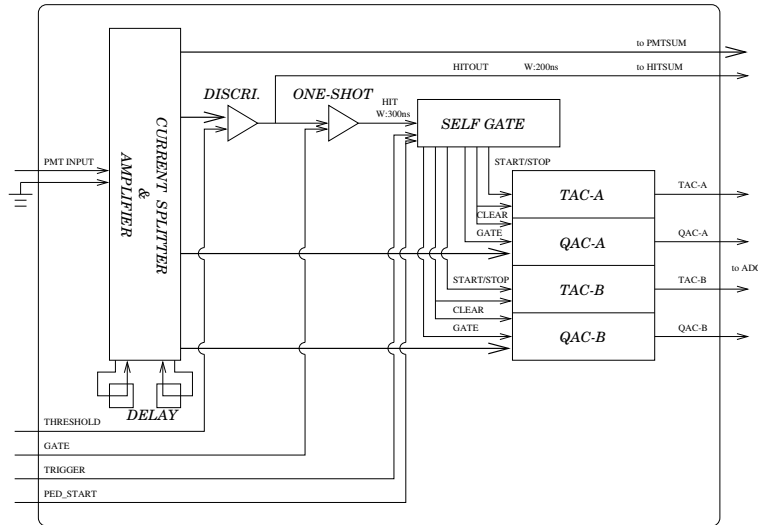 to PMTSUM
HITOUT W:200ns to HITSUM
DISCRI. ONE-SHOT
HIT
W:300ns
SELF GATE
CURRENT SPLITTER
&
AMPLIFIER
PMT INPUT
START/STOP
TAC-A TAC-A
CLEAR
GATE QAC-A QAC-A
to ADC
START/STOP TAC-B TAC-B
CLEAR
GATE QAC-B QAC-B
DELAY
THRESHOLD
GATE
TRIGGER
PED_START